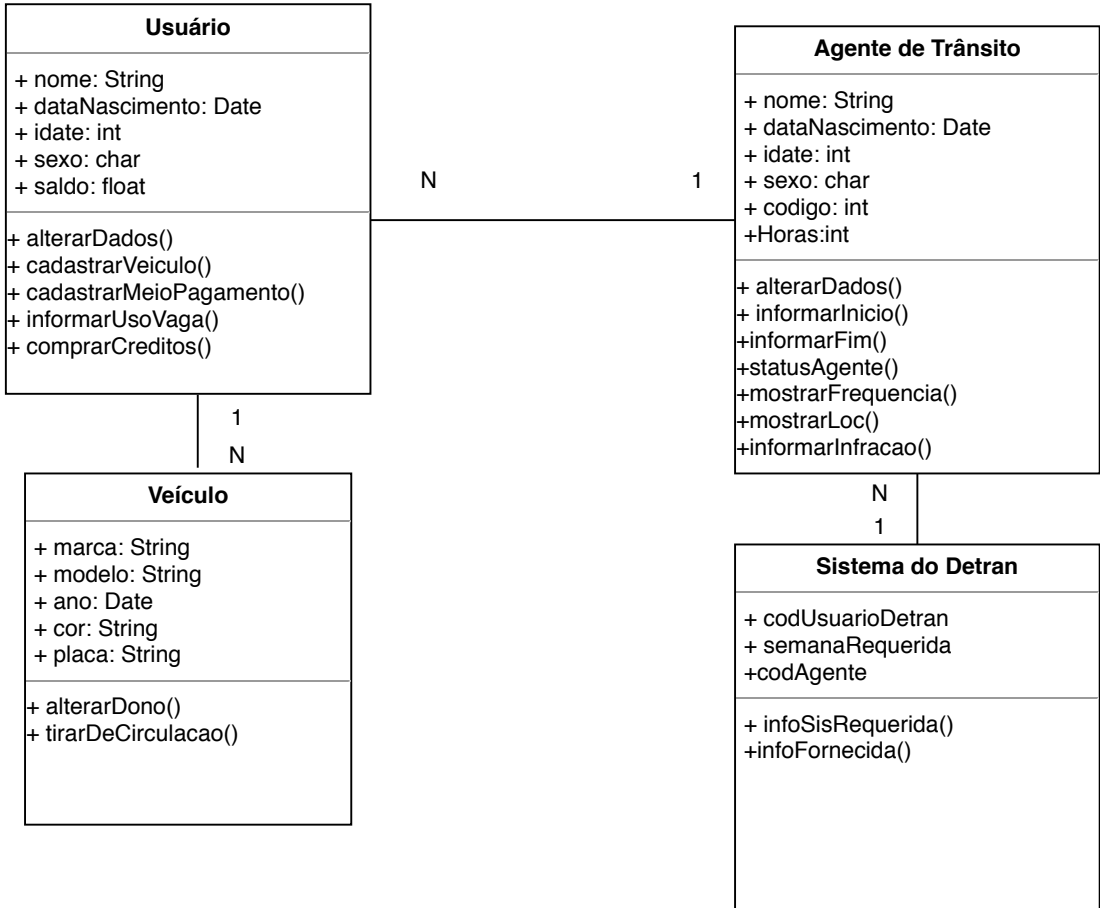 Usuário
+ nome: String
+ dataNascimento: Date
+ idate: int
+ sexo: char
+ saldo: float
+ alterarDados()
+ cadastrarVeiculo()
+ cadastrarMeioPagamento()
+ informarUsoVaga()
+ comprarCreditos()
N
1
Agente de Trânsito
+ nome: String
+ dataNascimento: Date
+ idate: int
+ sexo: char
+ codigo: int
+Horas:int
+ alterarDados()
+ informarInicio()
+informarFim()
+statusAgente()
+mostrarFrequencia()
+mostrarLoc()
+informarInfracao()
1
N
Veículo
+ marca: String
+ modelo: String
+ ano: Date
+ cor: String
+ placa: String
+ alterarDono()
+ tirarDeCirculacao()
N
1
Sistema do Detran
+ codUsuarioDetran
+ semanaRequerida
+codAgente
+ infoSisRequerida()
+infoFornecida()